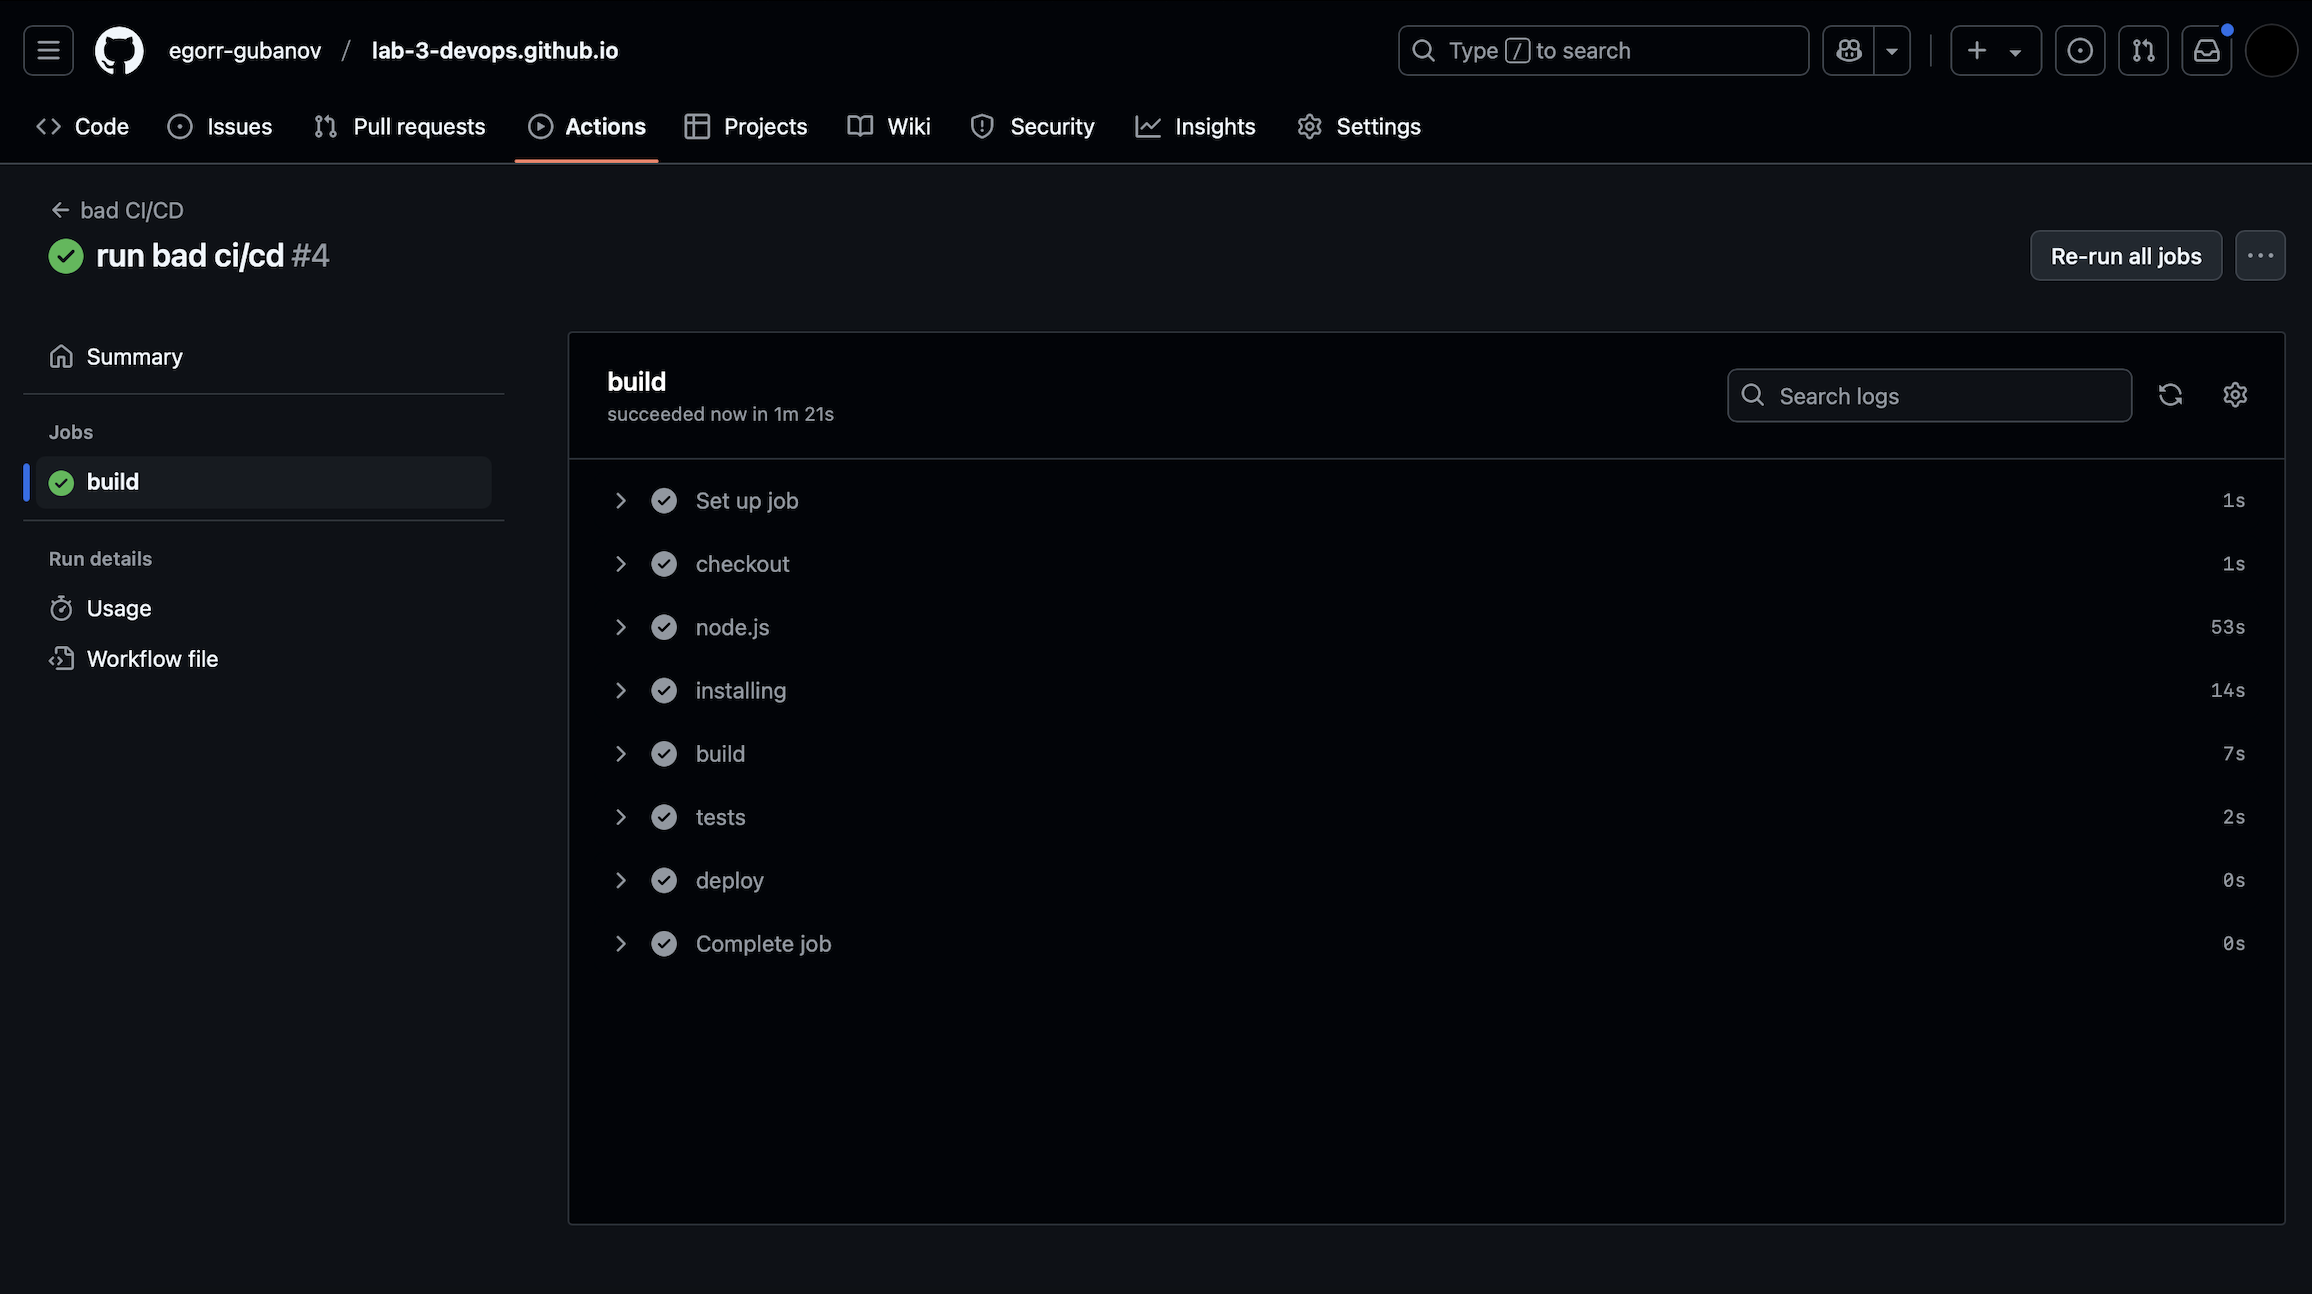 egorr-gubanov / lab-3-devops.github.io
Type / to search
Code
Issues
Pull requests
Actions
Projects
Wiki
Security
Insights
Settings
bad CI/CD
run bad ci/cd #4
Re-run all jobs
Summary
Jobs
build
Run details
Usage
Workflow file
build
succeeded now in 1m 21s
Search logs
Set up job 1s
checkout 1s
node.js 53s
installing 14s
build 7s
tests 2s
deploy 0s
Complete job 0s